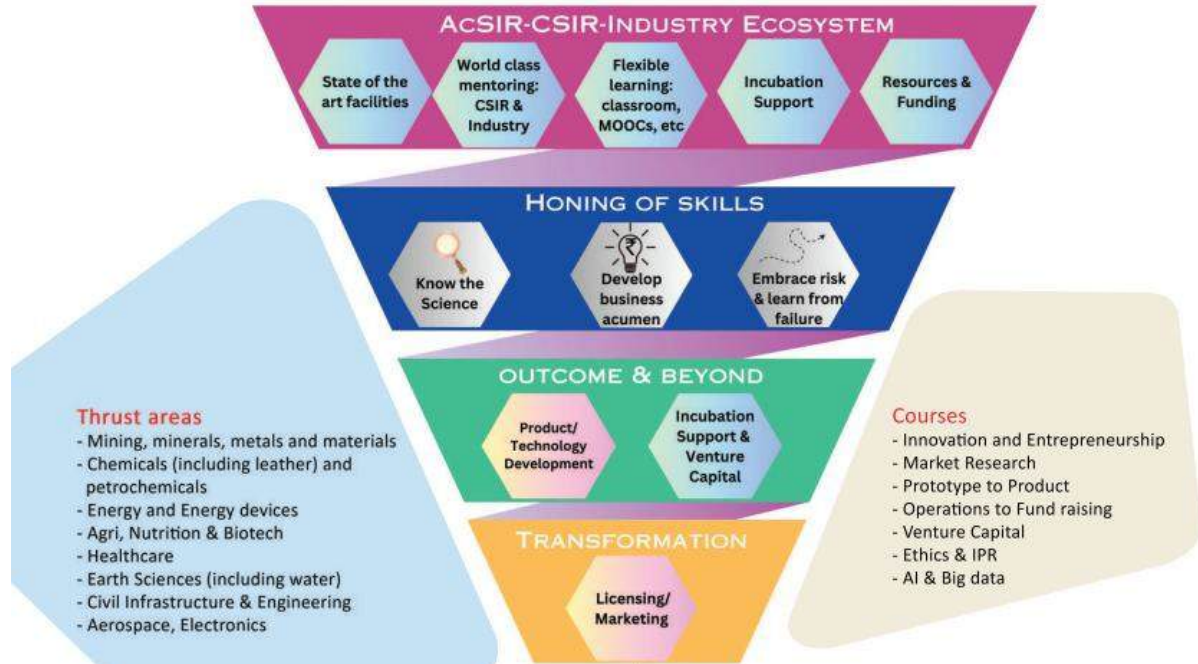 AcSIR-CSIR-Industry Ecosystem
State of the
art facilities
World class
mentoring:
CSIR &
Industry
Flexible
learning:
classroom,
MOOCs, etc
Incubation
Support
Resources &
Funding
Honing of skills
Know the
Science
₹
Develop
business
acumen
Embrace risk
& learn from
failure
OUTCOME & BEYOND
Product/
Technology
Development
Incubation
Support &
Venture
Capital
Transformation
Licensing/
Marketing
Thrust areas
- Mining, minerals, metals and materials
- Chemicals (including leather) and
petrochemicals
- Energy and Energy devices
- Agri, Nutrition & Biotech
- Healthcare
- Earth Sciences (including water)
- Civil Infrastructure & Engineering
- Aerospace, Electronics
Courses
- Innovation and Entrepreneurship
- Market Research
- Prototype to Product
- Operations to Fund raising
- Venture Capital
- Ethics & IPR
- AI & Big data